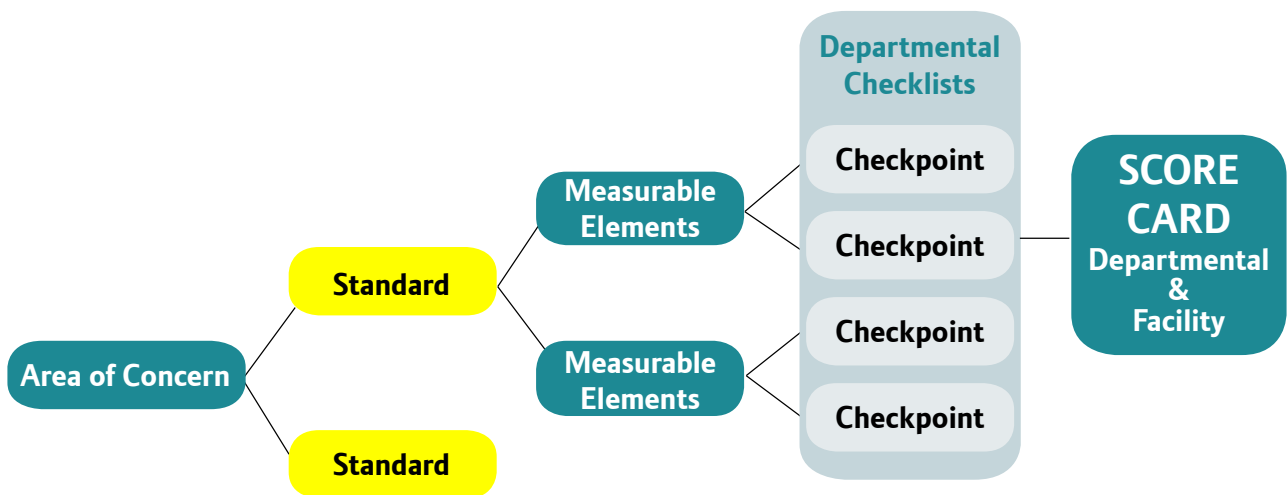 Area of Concern
Standard
Standard
Measurable
Elements
Measurable
Elements
Departmental
Checklists
Checkpoint
Checkpoint
Checkpoint
Checkpoint
SCORE
CARD
Departmental
&
Facility